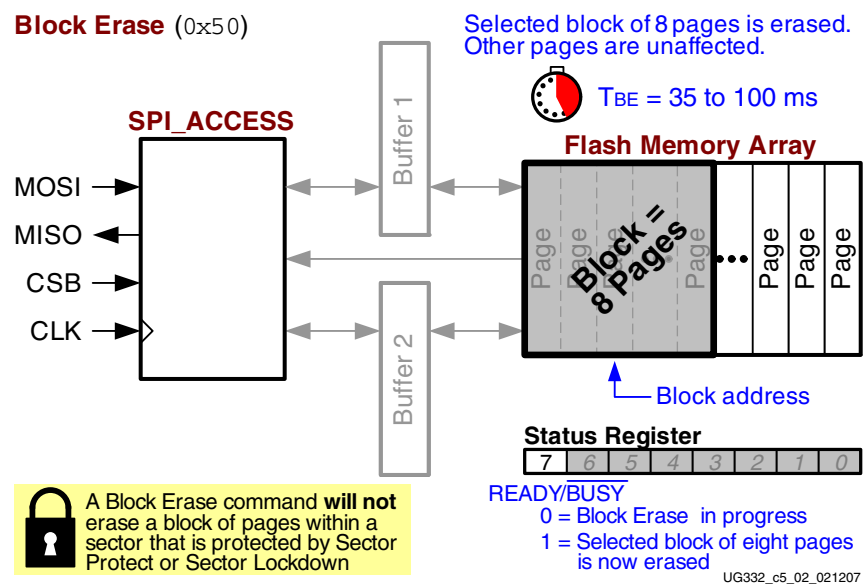 Block Erase (0x50)
Selected block of 8 pages is erased.
Other pages are unaffected.
TBE = 35 to 100 ms
SPI_ACCESS
Flash Memory Array
MOSI
MISO
CSB
CLK
Buffer 1
Buffer 2
Page
Page
Page
Page
Block =
8 Pages
...
Page
Page
Page
Block address
Status Register
7 6 5 4 3 2 1 0
READY/BUSY
0 = Block Erase in progress
1 = Selected block of eight pages
is now erased
A Block Erase command will not
erase a block of pages within a
sector that is protected by Sector
Protect or Sector Lockdown
UG332_c5_02_021207